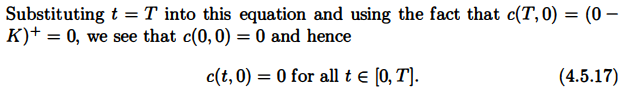 Substituting t = T into this equation and using the fact that c(T, 0) = (0 −
K)⁺ = 0, we see that c(0, 0) = 0 and hence
c(t, 0) = 0 for all t ∈ [0, T]. (4.5.17)